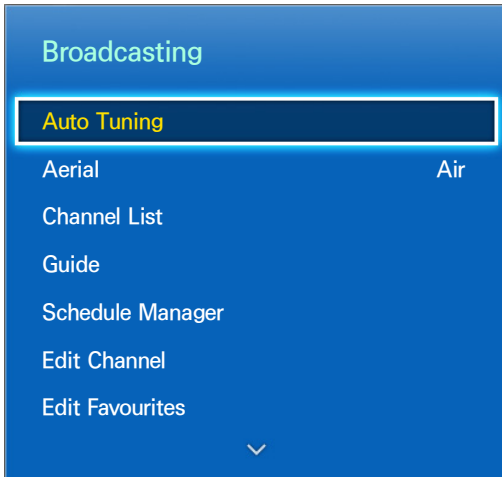 Broadcasting
Auto Tuning
Aerial Air
Channel List
Guide
Schedule Manager
Edit Channel
Edit Favourites